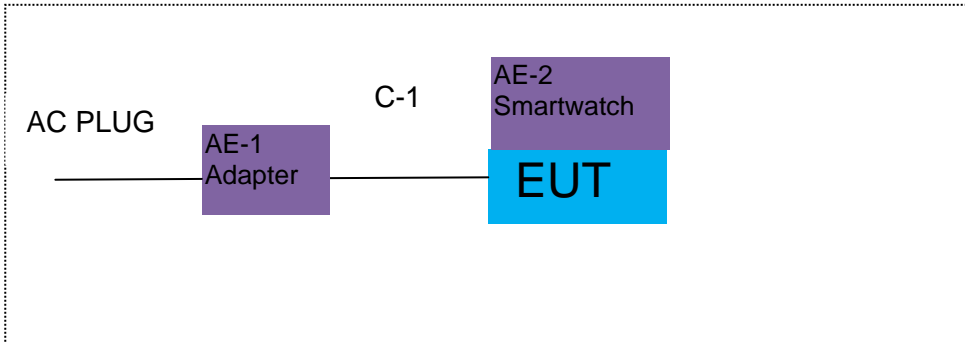 AC PLUG
AE-1
Adapter
C-1
AE-2
Smartwatch
EUT